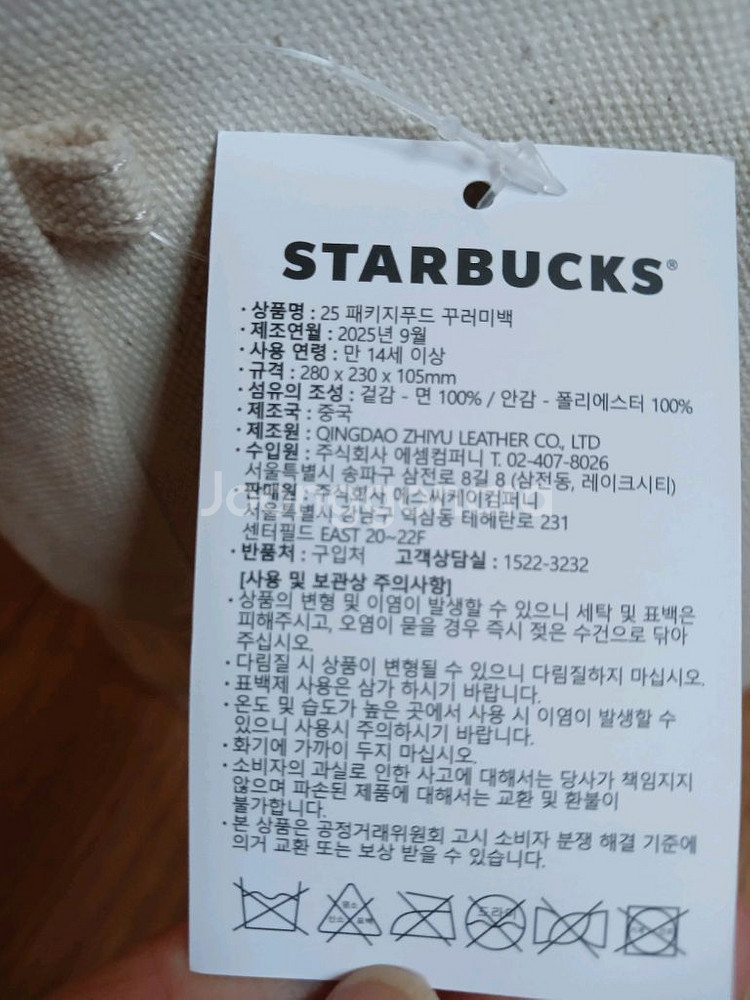 STARBUCKS®
· 상품명 : 25 패키지푸드 꾸러미백
· 제조연월 : 2025년 9월
· 사용 연령 : 만 14세 이상
· 규격 : 280 x 230 x 105mm
· 섬유의 조성 : 겉감 - 면 100% / 안감 - 폴리에스터 100%
· 제조국 : 중국
· 제조원 : QINGDAO ZHIYU LEATHER CO, LTD
· 수입원 : 주식회사 에셈컴퍼니 T. 02-407-8026
서울특별시 송파구 삼전로 8길 8 (삼전동, 레이크시티)
판매원 : 주식회사 에스씨케이컴퍼니
서울특별시 역삼동 테헤란로 231
센터필드 EAST 20~22F
· 반품처 : 구입처 고객상담실 : 1522-3232
[사용 및 보관상 주의사항]
· 상품의 변형 및 이염이 발생할 수 있으니 세탁 및 표백은
피해주시고, 오염이 묻을 경우 즉시 젖은 수건으로 닦아
주십시오.
· 다림질 시 상품이 변형될 수 있으니 다림질하지 마십시오.
· 표백제 사용은 삼가 하시기 바랍니다.
· 온도 및 습도가 높은 곳에서 사용 시 이염이 발생할 수
있으니 사용시 주의하시기 바랍니다.
· 화기에 가까이 두지 마십시오.
· 소비자의 과실로 인한 사고에 대해서는 당사가 책임지지
않으며 파손된 제품에 대해서는 교환 및 환불이
불가합니다.
· 본 상품은 공정거래위원회 고시 소비자 분쟁 해결 기준에
의거 교환 또는 보상 받을 수 있습니다.
염소
산소 표백
드라이